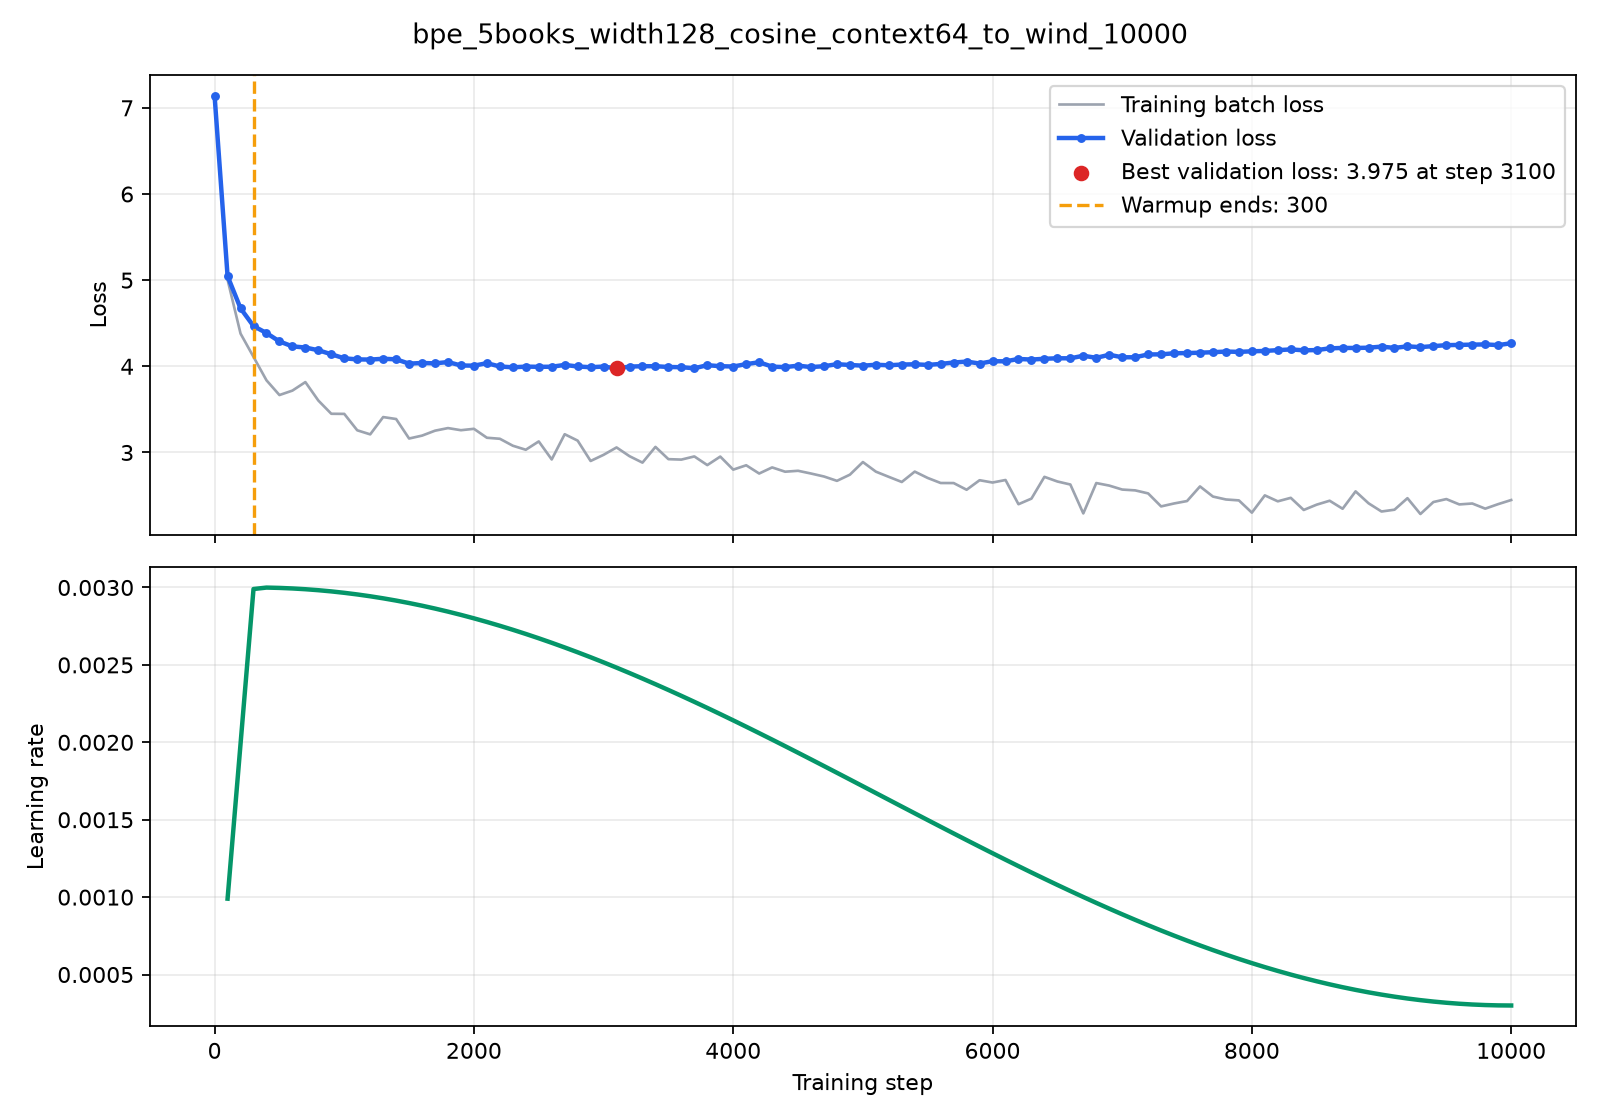 bpe_5books_width128_cosine_context64_to_wind_10000
Training batch loss
Validation loss
Best validation loss: 3.975 at step 3100
Warmup ends: 300
Loss
7
6
5
4
3
Learning rate
0.0030
0.0025
0.0020
0.0015
0.0010
0.0005
0 2000 4000 6000 8000 10000
Training step